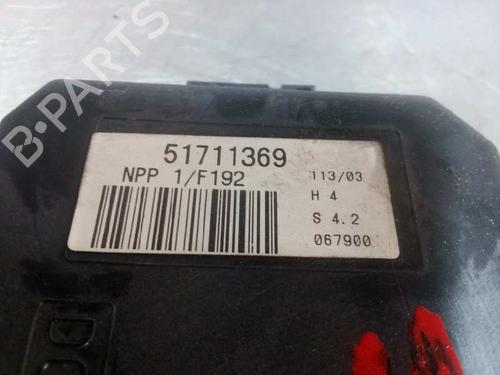 B-PARTS
51711369
NPP 1/F192
113/03
H 4
S 4.2
067900